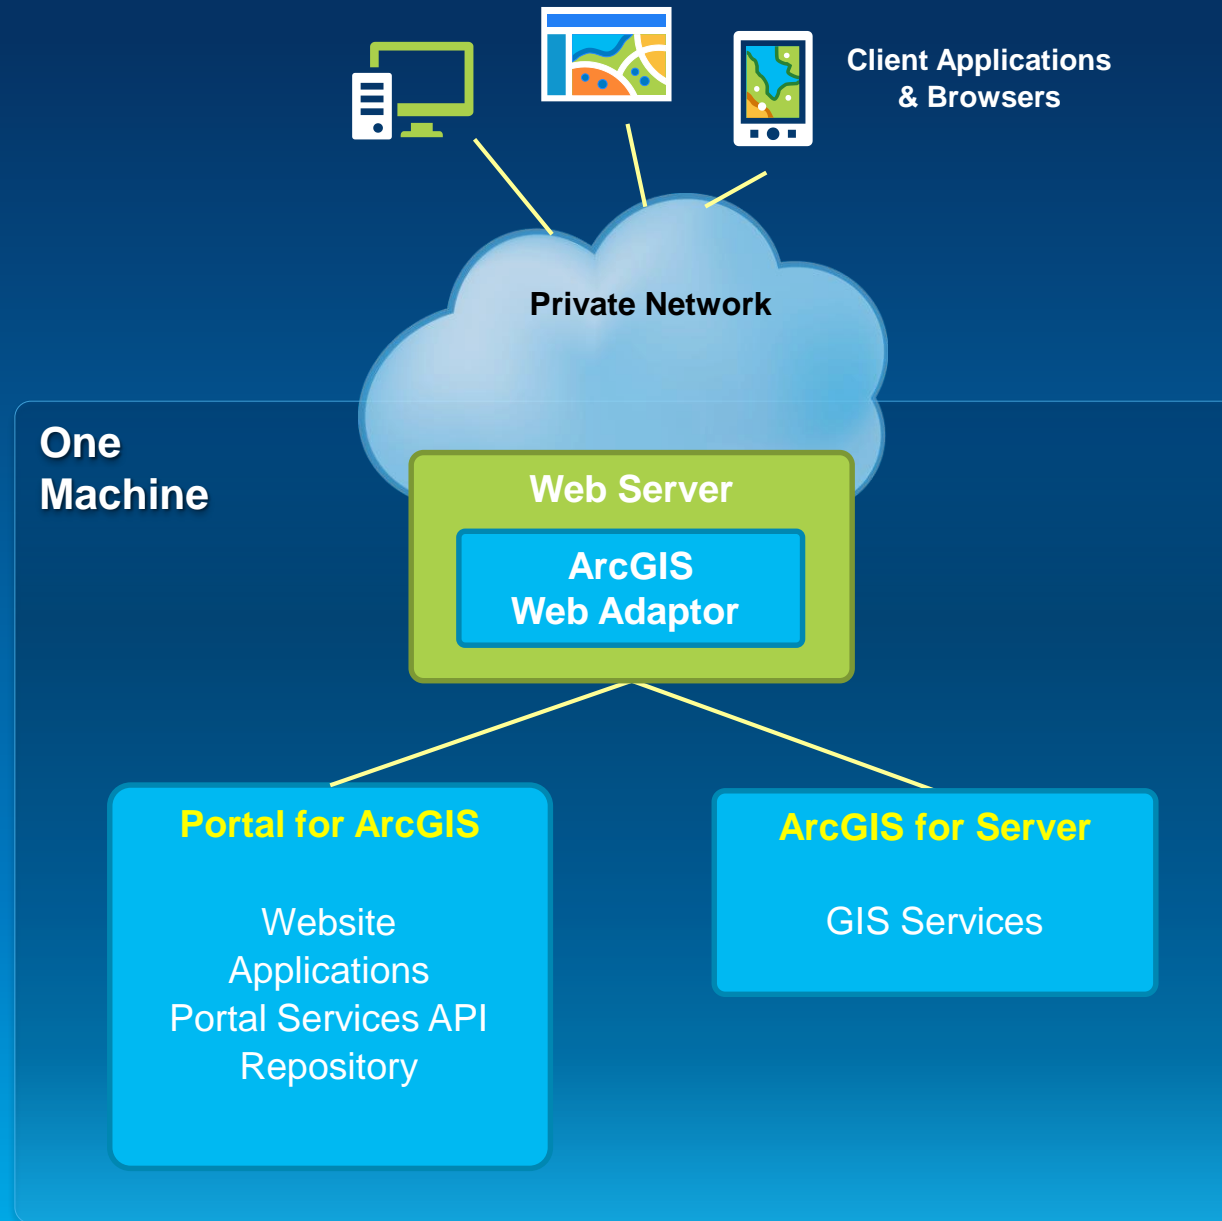 Client Applications
& Browsers
Private Network
One
Machine
Web Server
ArcGIS
Web Adaptor
Portal for ArcGIS
Website
Applications
Portal Services API
Repository
ArcGIS for Server
GIS Services